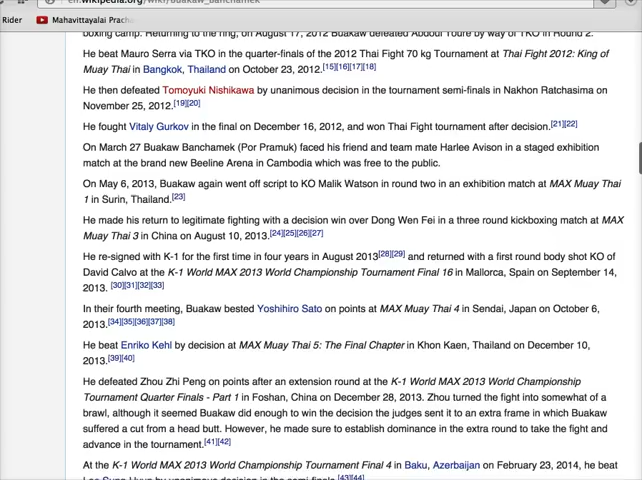 en.wikipedia.org/wiki/Buakaw_Banchamek
Rider Mahavittayalai Prach
boxing camp. Returning to the ring, on August 17, 2012 Buakaw defeated Abdoul Toure by way of TKO in Round 2.
He beat Mauro Serra via TKO in the quarter-finals of the 2012 Thai Fight 70 kg Tournament at Thai Fight 2012: King of
Muay Thai in Bangkok, Thailand on October 23, 2012.[15][16][17][18]
He then defeated Tomoyuki Nishikawa by unanimous decision in the tournament semi-finals in Nakhon Ratchasima on
November 25, 2012.[19][20]
He fought Vitaly Gurkov in the final on December 16, 2012, and won Thai Fight tournament after decision.[21][22]
On March 27 Buakaw Banchamek (Por Pramuk) faced his friend and team mate Harlee Avison in a staged exhibition
match at the brand new Beeline Arena in Cambodia which was free to the public.
On May 6, 2013, Buakaw again went off script to KO Malik Watson in round two in an exhibition match at MAX Muay Thai
1 in Surin, Thailand.[23]
He made his return to legitimate fighting with a decision win over Dong Wen Fei in a three round kickboxing match at MAX
Muay Thai 3 in China on August 10, 2013.[24][25][26][27]
He re-signed with K-1 for the first time in four years in August 2013[28][29] and returned with a first round body shot KO of
David Calvo at the K-1 World MAX 2013 World Championship Tournament Final 16 in Mallorca, Spain on September 14,
2013.[30][31][32][33]
In their fourth meeting, Buakaw bested Yoshihiro Sato on points at MAX Muay Thai 4 in Sendai, Japan on October 6,
2013.[34][35][36][37][38]
He beat Enriko Kehl by decision at MAX Muay Thai 5: The Final Chapter in Khon Kaen, Thailand on December 10,
2013.[39][40]
He defeated Zhou Zhi Peng on points after an extension round at the K-1 World MAX 2013 World Championship
Tournament Quarter Finals - Part 1 in Foshan, China on December 28, 2013. Zhou turned the fight into somewhat of a
brawl, although it seemed Buakaw did enough to win the decision the judges sent it to an extra frame in which Buakaw
suffered a cut from a head butt. However, he made sure to establish dominance in the extra round to take the fight and
advance in the tournament.[41][42]
At the K-1 World MAX 2013 World Championship Tournament Final 4 in Baku, Azerbaijan on February 23, 2014, he beat
Lee Sung-Hyun by unanimous decision in the semi-finals.[43][44]